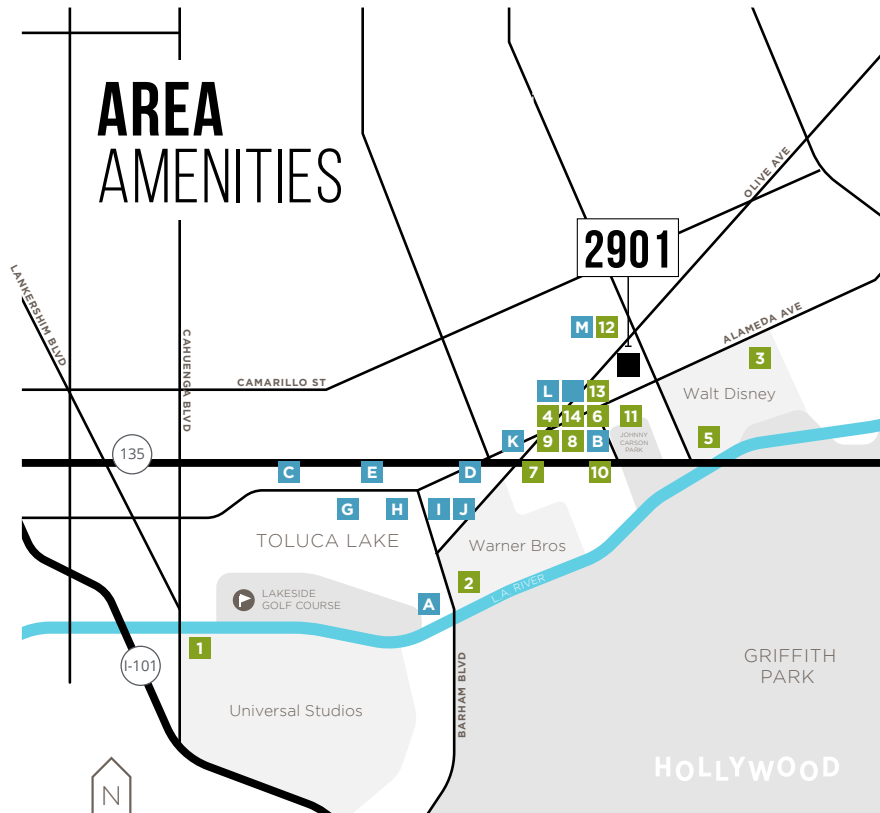 AREA
AMENITIES
OLIVE AVE
2901
LANKERSHIM BLVD
M 12
ALAMEDA AVE
CAHUENGA BLVD
3
CAMARILLO ST
L 13
Walt Disney
4 14 6 11
K 9 8 B
JOHNNY
CARSON
PARK
5
135
C E D 7 10
G H I J
TOLUCA LAKE
Warner Bros
2
L.A. RIVER
LAKESIDE
GOLF COURSE
A
1
I-101
BARHAM BLVD
GRIFFITH
PARK
Universal Studios
HOLLYWOOD
N